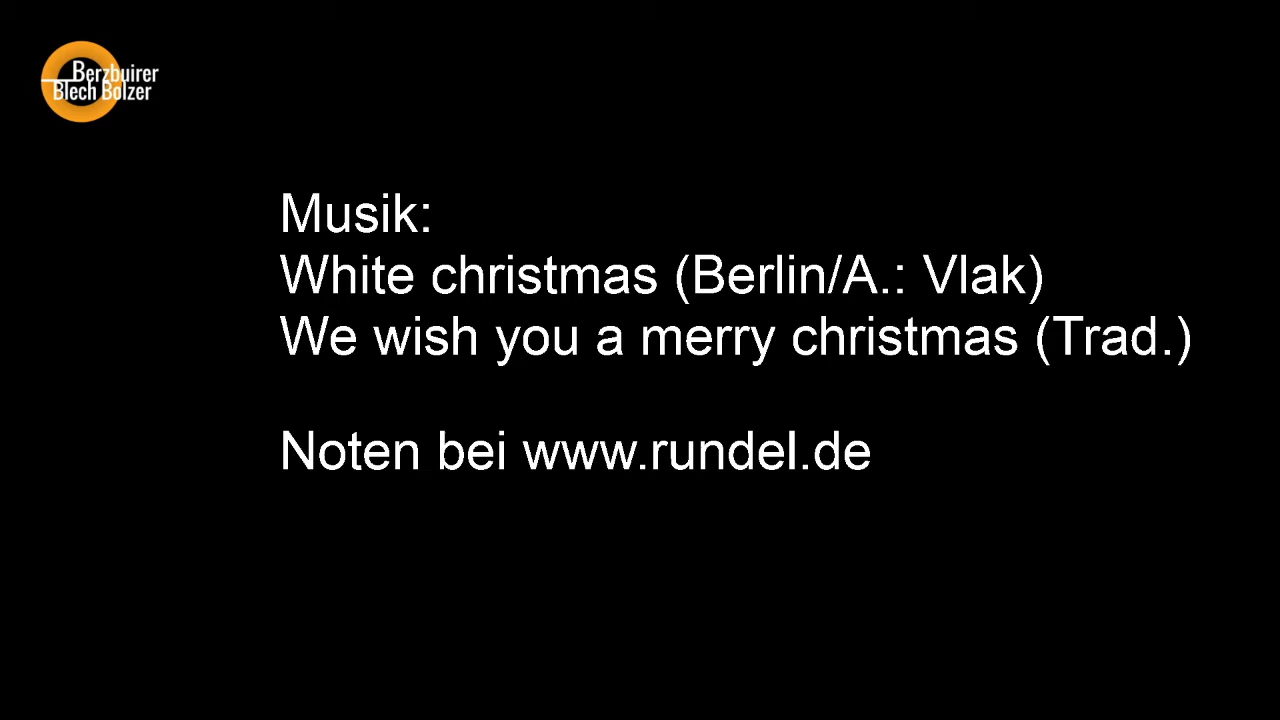 Berzbuirer
Blech Bolzer
Musik:
White christmas (Berlin/A.: Vlak)
We wish you a merry christmas (Trad.)
Noten bei www.rundel.de